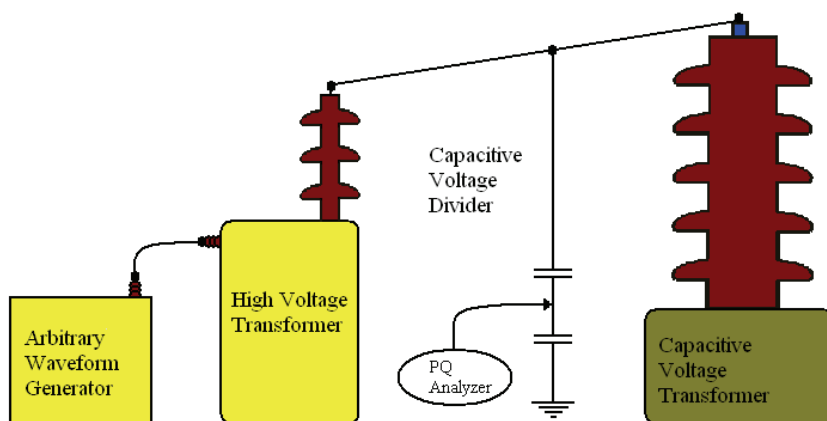 Capacitive
Voltage
Divider
High Voltage
Transformer
Arbitrary
Waveform
Generator
PQ
Analyzer
Capacitive
Voltage
Transformer